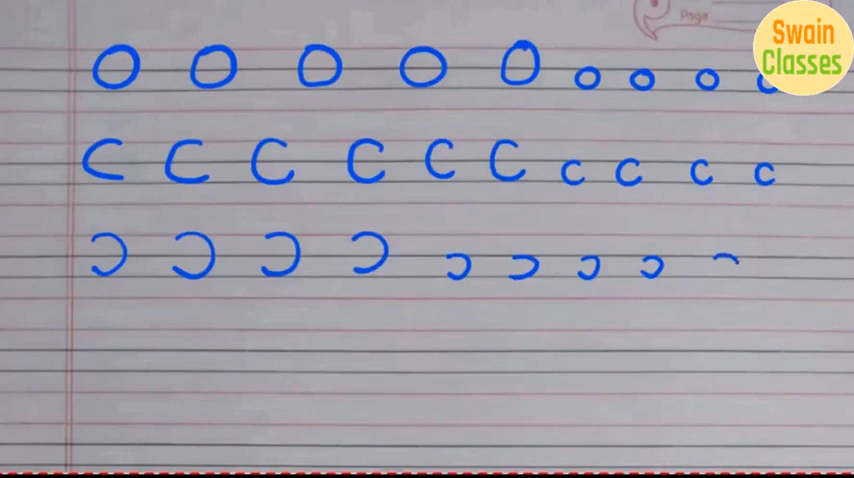 Page
Swain
Classes
O O O O O o o o o
C C C C C C c c c c
Ɔ Ɔ Ɔ Ɔ ɔ ɔ ɔ ɔ